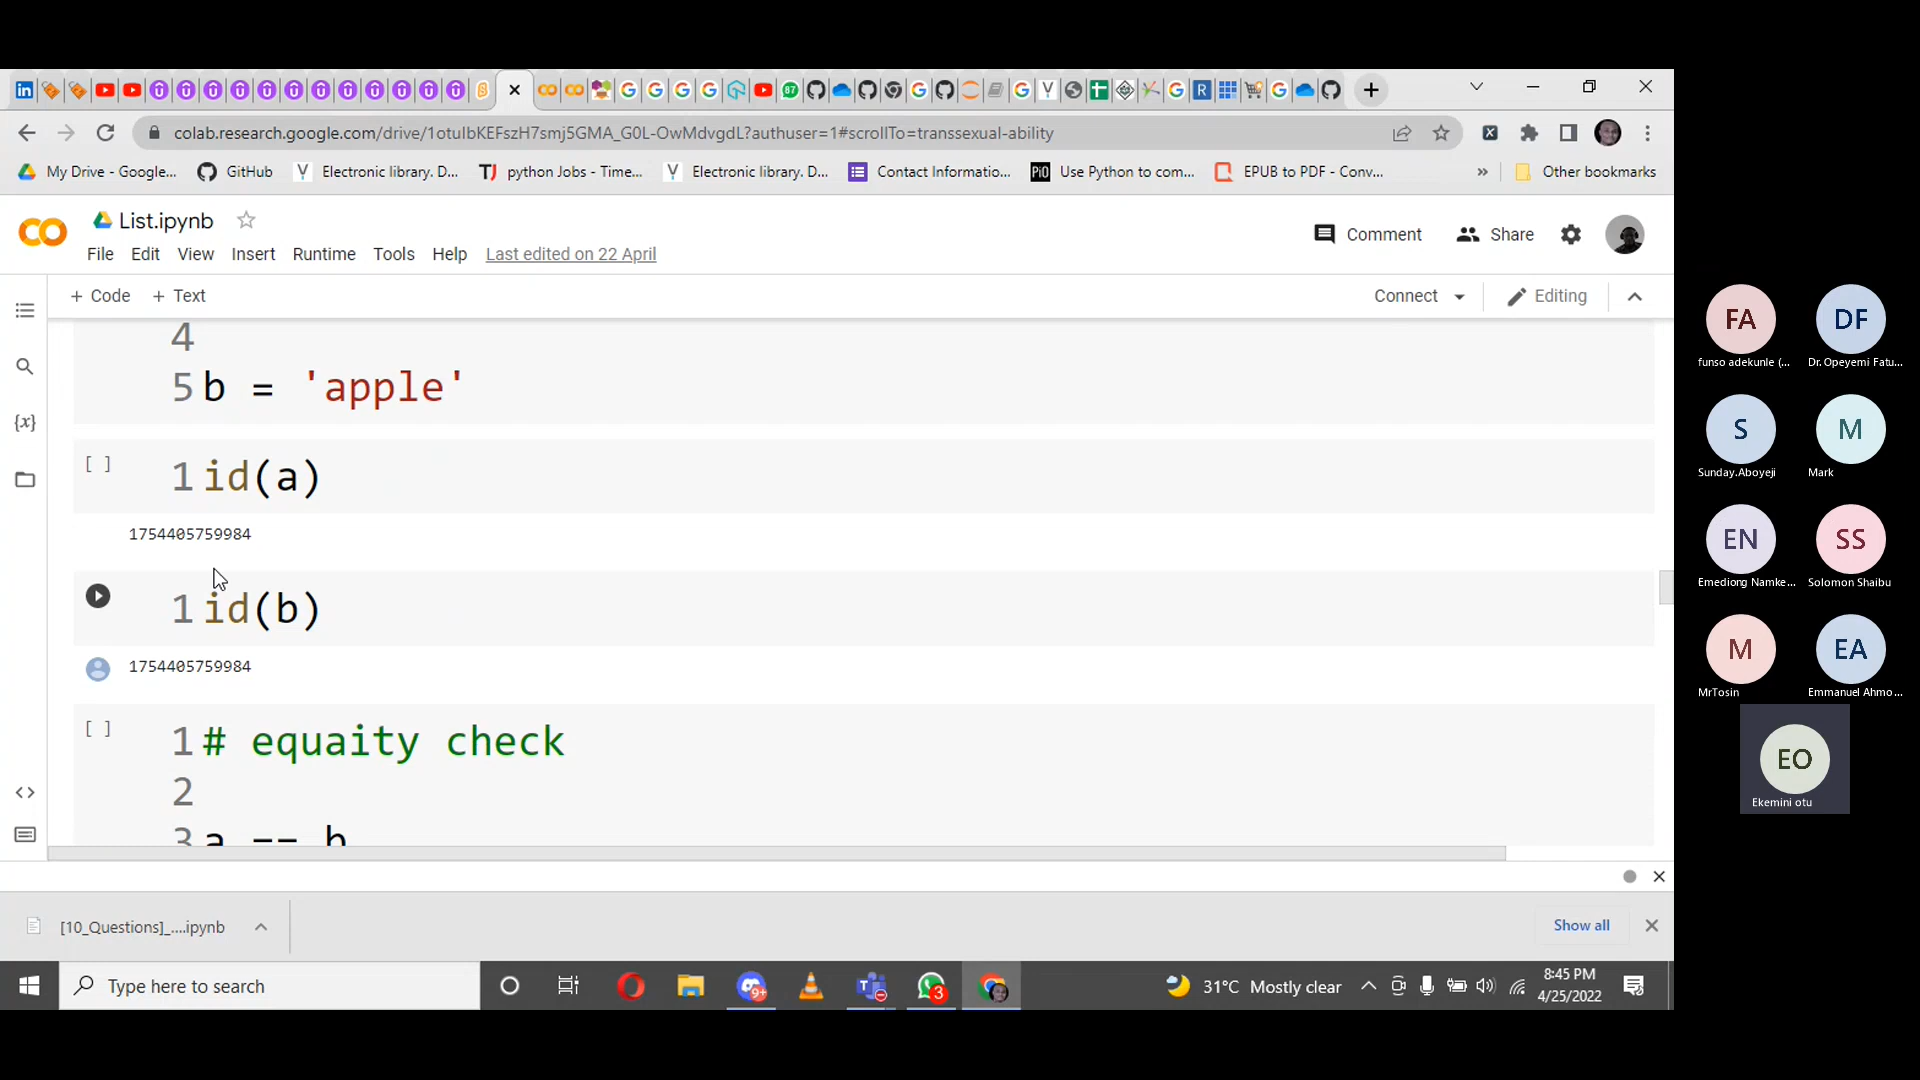 colab.research.google.com/drive/1otuIbKEFszH7smj5GMA_G0L-OwMdvgdL?authuser=1#scrollTo=transsexual-ability
My Drive - Google...
GitHub
Electronic library. D...
python Jobs - Time...
Electronic library. D...
Contact Informatio...
Use Python to com...
EPUB to PDF - Conv...
»
Other bookmarks
List.ipynb
File Edit View Insert Runtime Tools Help Last edited on 22 April
Comment
Share
+ Code + Text
Connect
Editing
4
5 b = 'apple'
[ ] 1 id(a)
1754405759984
1 id(b)
1754405759984
[ ] 1 # equaity check
2
3 a == b
[10_Questions]_....ipynb
Show all
Type here to search
9+
3
31°C Mostly clear
8:45 PM
4/25/2022
FA
funso adekunle (...
DF
Dr. Opeyemi Fatu...
S
Sunday.Aboyeji
M
Mark
EN
Emediong Namke...
SS
Solomon Shaibu
M
MrTosin
EA
Emmanuel Ahmo...
EO
Ekemini otu